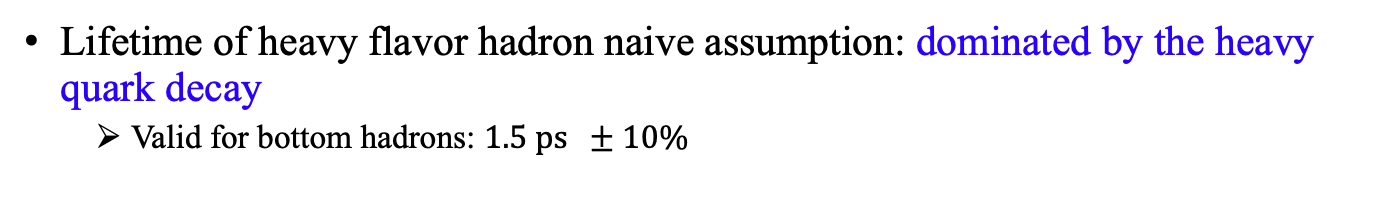 • Lifetime of heavy flavor hadron naive assumption: dominated by the heavy
quark decay
➢ Valid for bottom hadrons: 1.5 ps ± 10%